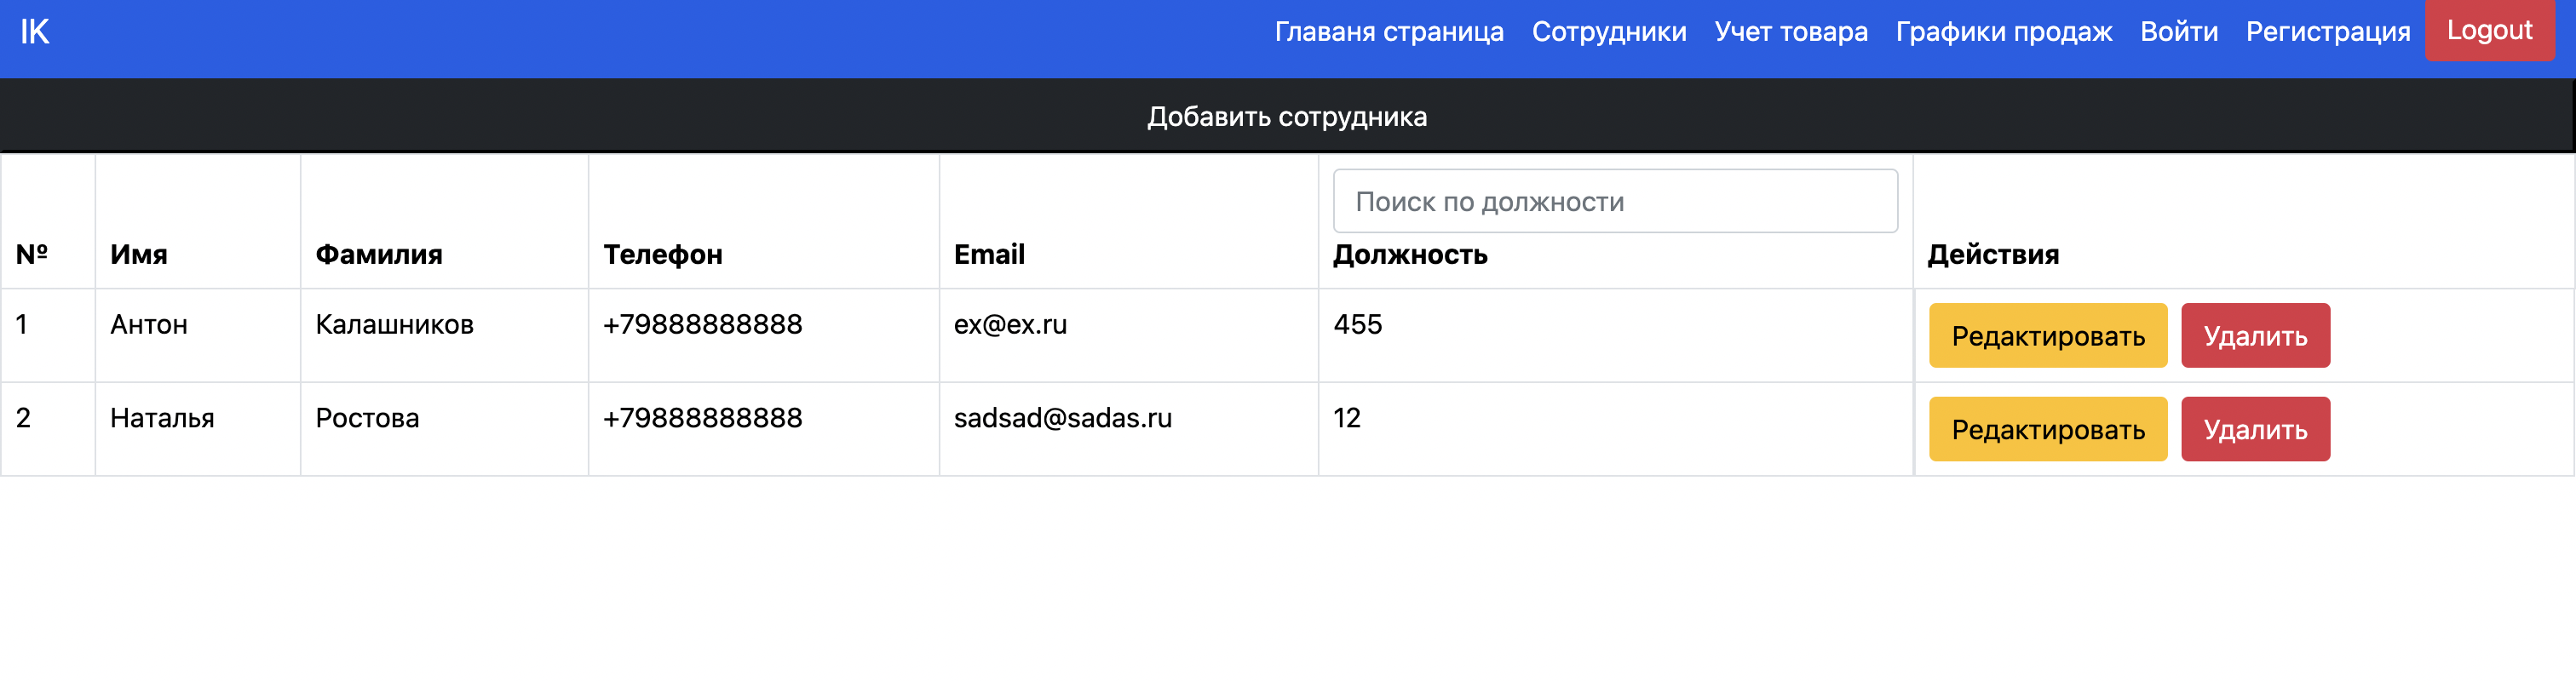 IK Главаня страница Сотрудники Учет товара Графики продаж Войти Регистрация Logout
Добавить сотрудника
Поиск по должности
№ Имя Фамилия Телефон Email Должность Действия
1 Антон Калашников +79888888888 ex@ex.ru 455 Редактировать Удалить
2 Наталья Ростова +79888888888 sadsad@sadas.ru 12 Редактировать Удалить